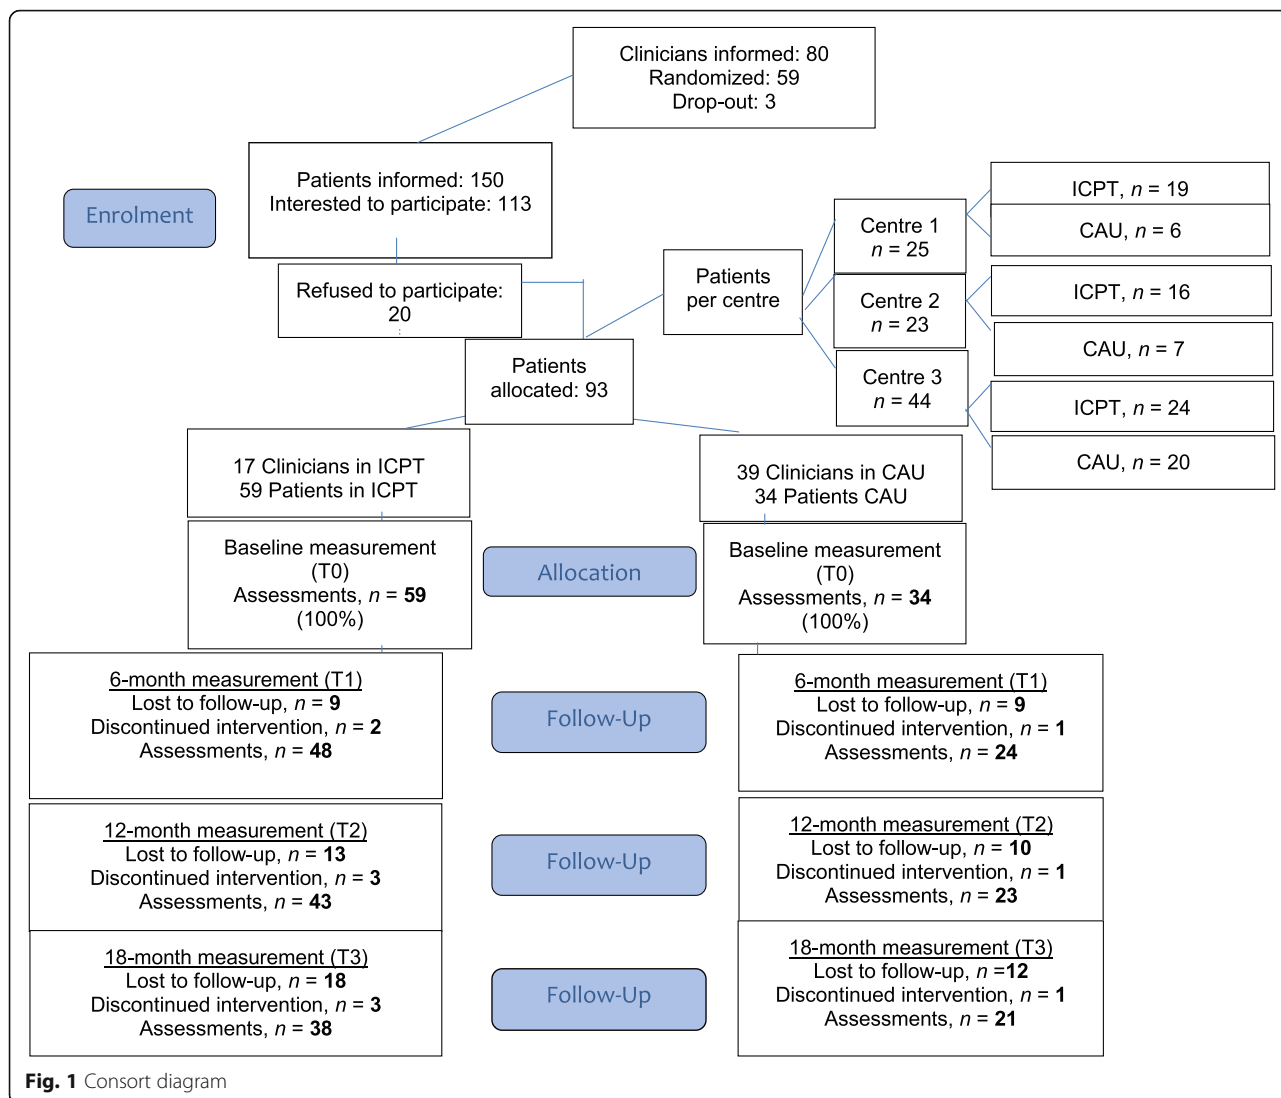 Clinicians informed: 80
Randomized: 59
Drop-out: 3
Patients informed: 150
Interested to participate: 113
Enrolment
Refused to participate:
20
:
Patients
allocated: 93
Patients
per centre
Centre 1
n = 25
ICPT, n = 19
CAU, n = 6
Centre 2
n = 23
ICPT, n = 16
CAU, n = 7
Centre 3
n = 44
ICPT, n = 24
CAU, n = 20
17 Clinicians in ICPT
59 Patients in ICPT
39 Clinicians in CAU
34 Patients CAU
Baseline measurement
(T0)
Assessments, n = 59
(100%)
Allocation
Baseline measurement
(T0)
Assessments, n = 34
(100%)
6-month measurement (T1)
Lost to follow-up, n = 9
Discontinued intervention, n = 2
Assessments, n = 48
Follow-Up
6-month measurement (T1)
Lost to follow-up, n = 9
Discontinued intervention, n = 1
Assessments, n = 24
12-month measurement (T2)
Lost to follow-up, n = 13
Discontinued intervention, n = 3
Assessments, n = 43
Follow-Up
12-month measurement (T2)
Lost to follow-up, n = 10
Discontinued intervention, n = 1
Assessments, n = 23
18-month measurement (T3)
Lost to follow-up, n = 18
Discontinued intervention, n = 3
Assessments, n = 38
Follow-Up
18-month measurement (T3)
Lost to follow-up, n =12
Discontinued intervention, n = 1
Assessments, n = 21
Fig. 1 Consort diagram